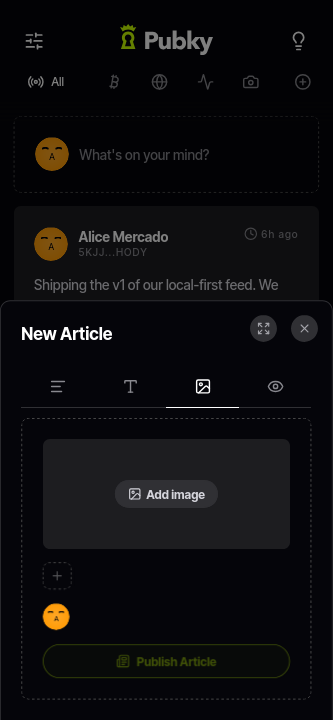 Pubky
All
What's on your mind?
Alice Mercado
6h ago
5KJJ...HODY
Shipping the v1 of our local-first feed. We
New Article
Add image
Publish Article